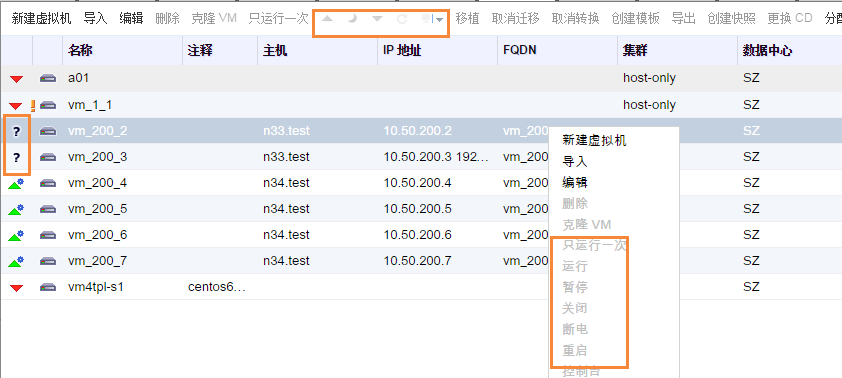 新建虚拟机 导入 编辑 删除 克隆 VM 只运行一次 移植 取消迁移 取消转换 创建模板 导出 创建快照 更换 CD 分配
名称 注释 主机 IP 地址 FQDN 集群 数据中心
a01 host-only SZ
vm_1_1 host-only SZ
? vm_200_2 n33.test 10.50.200.2 vm_200 SZ
? vm_200_3 n33.test 10.50.200.3 192… vm_200 SZ
vm_200_4 n34.test 10.50.200.4 vm_200 SZ
vm_200_5 n34.test 10.50.200.5 vm_200 SZ
vm_200_6 n34.test 10.50.200.6 vm_200 SZ
vm_200_7 n34.test 10.50.200.7 vm_200 SZ
vm4tpl-s1 centos6… SZ
新建虚拟机
导入
编辑
删除
克隆 VM
只运行一次
运行
暂停
关闭
断电
重启
控制台